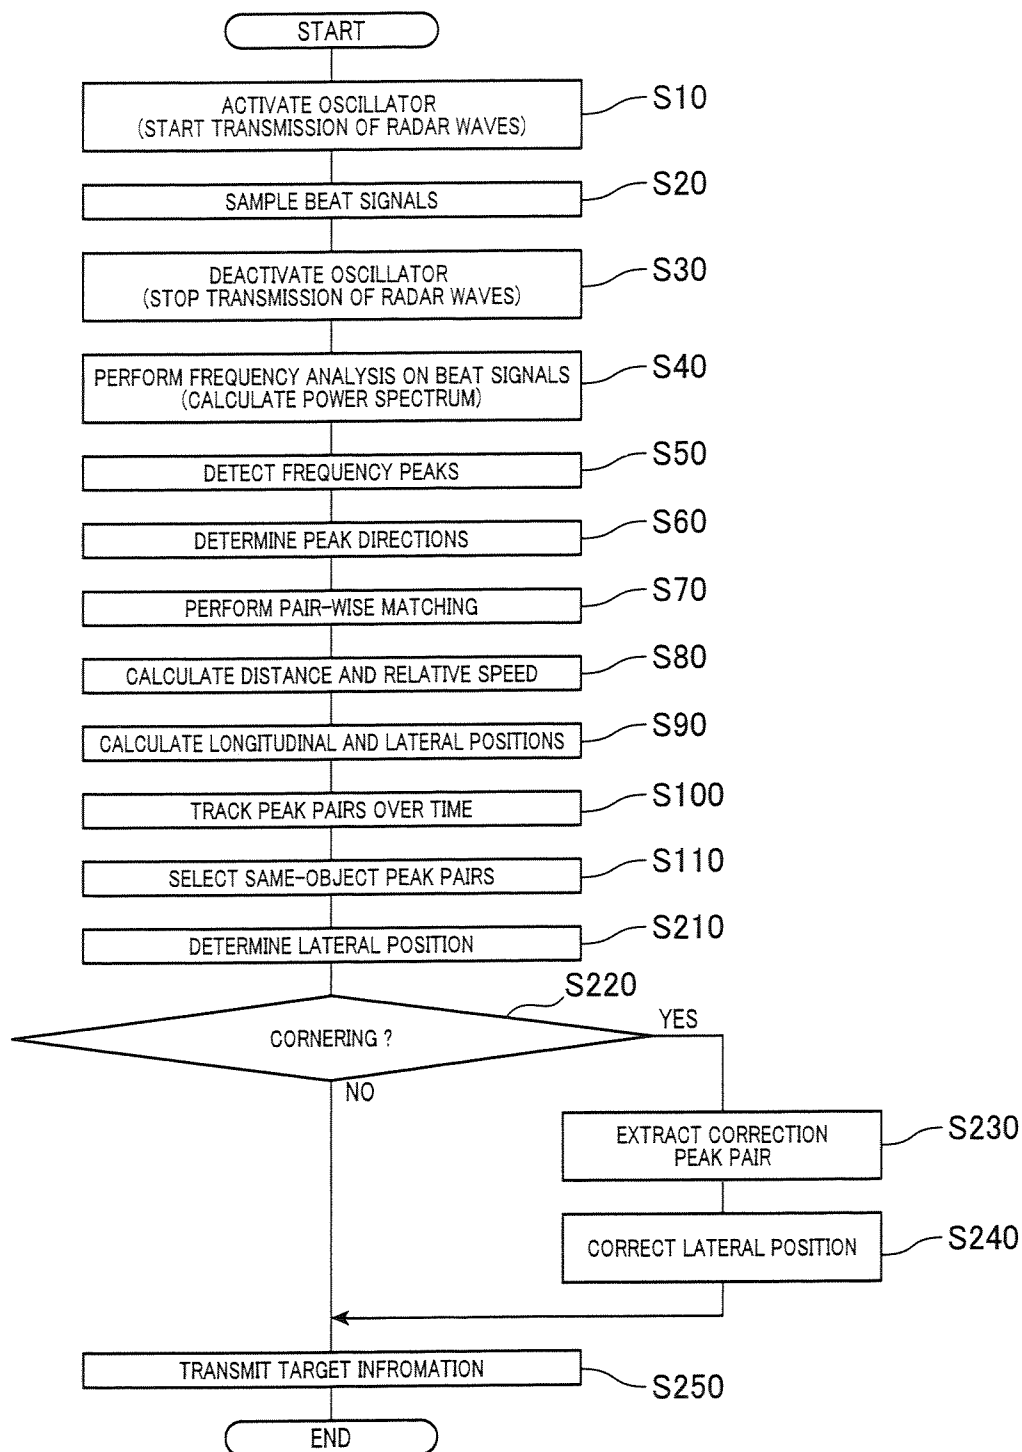 START
ACTIVATE OSCILLATOR
(START TRANSMISSION OF RADAR WAVES)
S10
SAMPLE BEAT SIGNALS
S20
DEACTIVATE OSCILLATOR
(STOP TRANSMISSION OF RADAR WAVES)
S30
PERFORM FREQUENCY ANALYSIS ON BEAT SIGNALS
(CALCULATE POWER SPECTRUM)
S40
DETECT FREQUENCY PEAKS
S50
DETERMINE PEAK DIRECTIONS
S60
PERFORM PAIR-WISE MATCHING
S70
CALCULATE DISTANCE AND RELATIVE SPEED
S80
CALCULATE LONGITUDINAL AND LATERAL POSITIONS
S90
TRACK PEAK PAIRS OVER TIME
S100
SELECT SAME-OBJECT PEAK PAIRS
S110
DETERMINE LATERAL POSITION
S210
CORNERING ?
S220
YES
NO
EXTRACT CORRECTION
PEAK PAIR
S230
CORRECT LATERAL POSITION
S240
TRANSMIT TARGET INFROMATION
S250
END